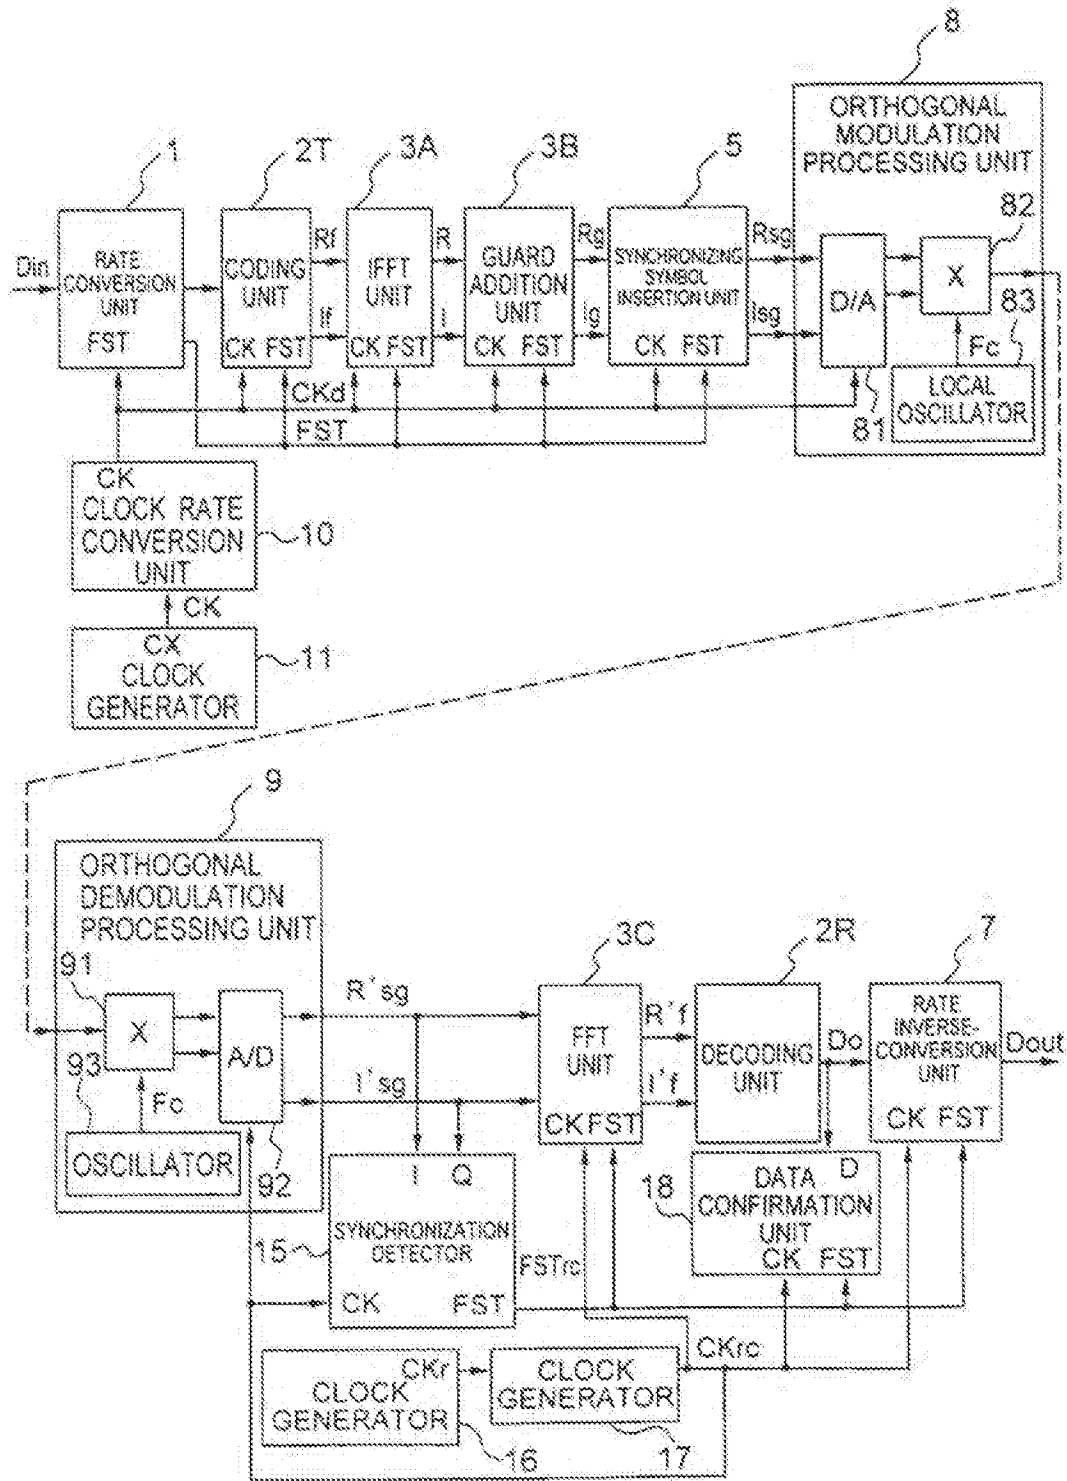 8
ORTHOGONAL
MODULATION
PROCESSING UNIT
1
2T
3A
3B
5
82
Din
RATE
CONVERSION
UNIT
FST
CODING
UNIT
CK FST
Rf
If
IFFT
UNIT
CK FST
R
I
GUARD
ADDITION
UNIT
CK FST
Rg
Ig
SYNCHRONIZING
SYMBOL
INSERTION UNIT
CK FST
Rsg
Isg
D/A
X
83
Fc
LOCAL
OSCILLATOR
81
CKd
FST
CK
CLOCK RATE
CONVERSION
UNIT
10
CK
CX
CLOCK
GENERATOR
11
9
ORTHOGONAL
DEMODULATION
PROCESSING UNIT
91
X
93
Fc
OSCILLATOR
A/D
92
R'sg
I'sg
3C
FFT
UNIT
CK FST
R'f
I'f
2R
DECODING
UNIT
Do
7
RATE
INVERSE-
CONVERSION
UNIT
CK FST
Dout
I Q
SYNCHRONIZATION
DETECTOR
CK FST
15
FSTrc
18
D
DATA
CONFIRMATION
UNIT
CK FST
CKrc
CKr
CLOCK
GENERATOR
16
CLOCK
GENERATOR
17